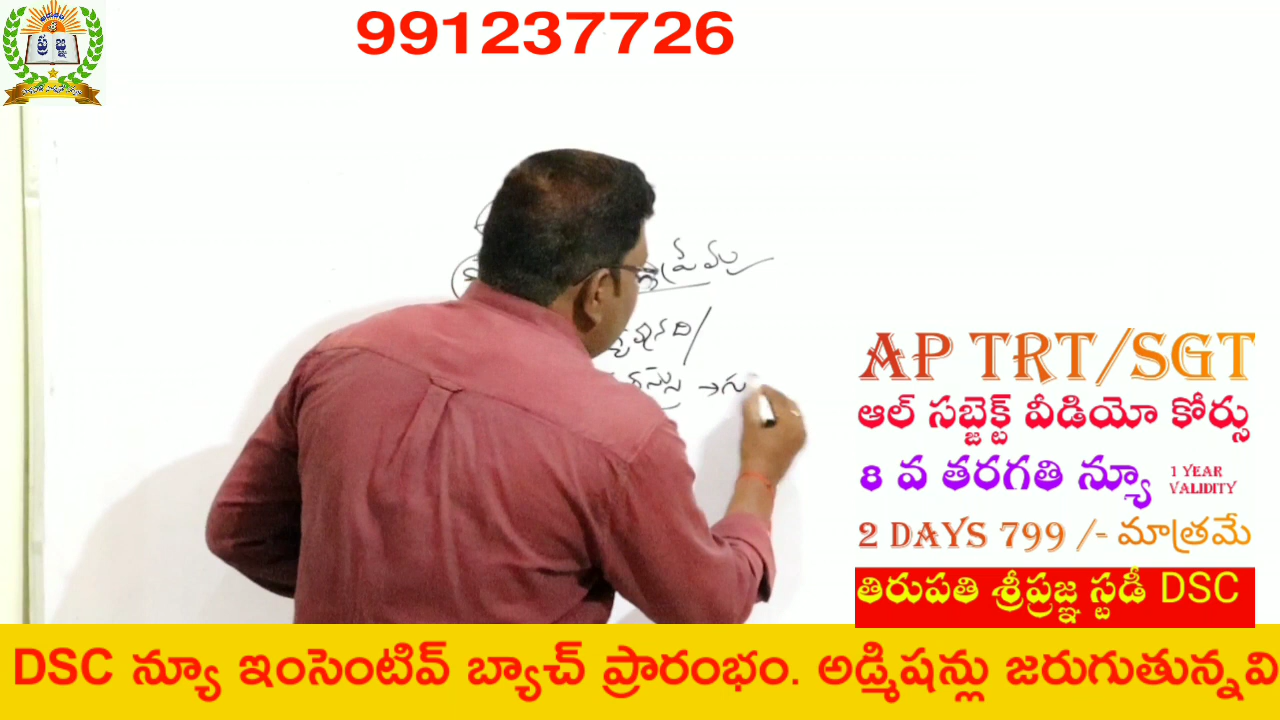 991237726
ప్రజ్ఞ
AP TRT/SGT
ఆల్ సబ్జెక్ట్ వీడియో కోర్సు
8 వ తరగతి న్యూ
1 YEAR
VALIDITY
2 DAYS 799 /- మాత్రమే
తిరుపతి శ్రీప్రజ్ఞ స్టడీ DSC
DSC న్యూ ఇంసెంటివ్ బ్యాచ్ ప్రారంభం. అడ్మిషన్లు జరుగుతున్నవి